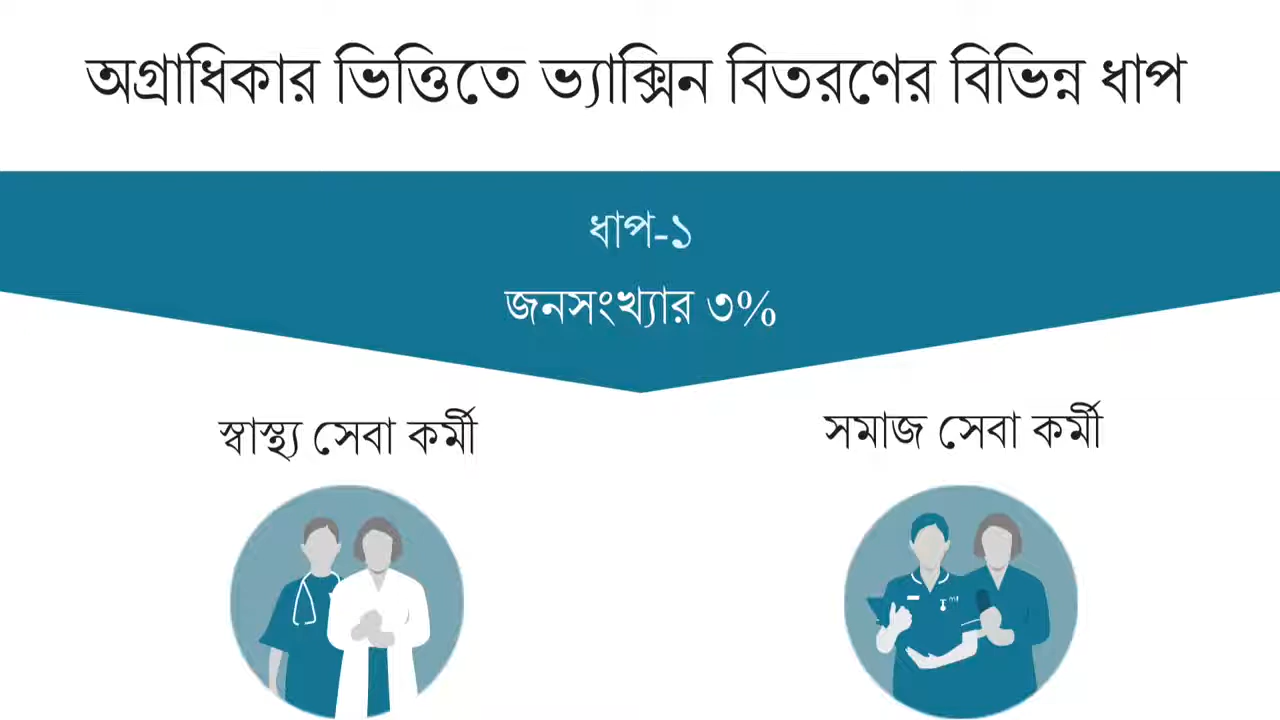 অগ্রাধিকার ভিত্তিতে ভ্যাক্সিন বিতরণের বিভিন্ন ধাপ
ধাপ-১
জনসংখ্যার ৩%
স্বাস্থ্য সেবা কর্মী
সমাজ সেবা কর্মী